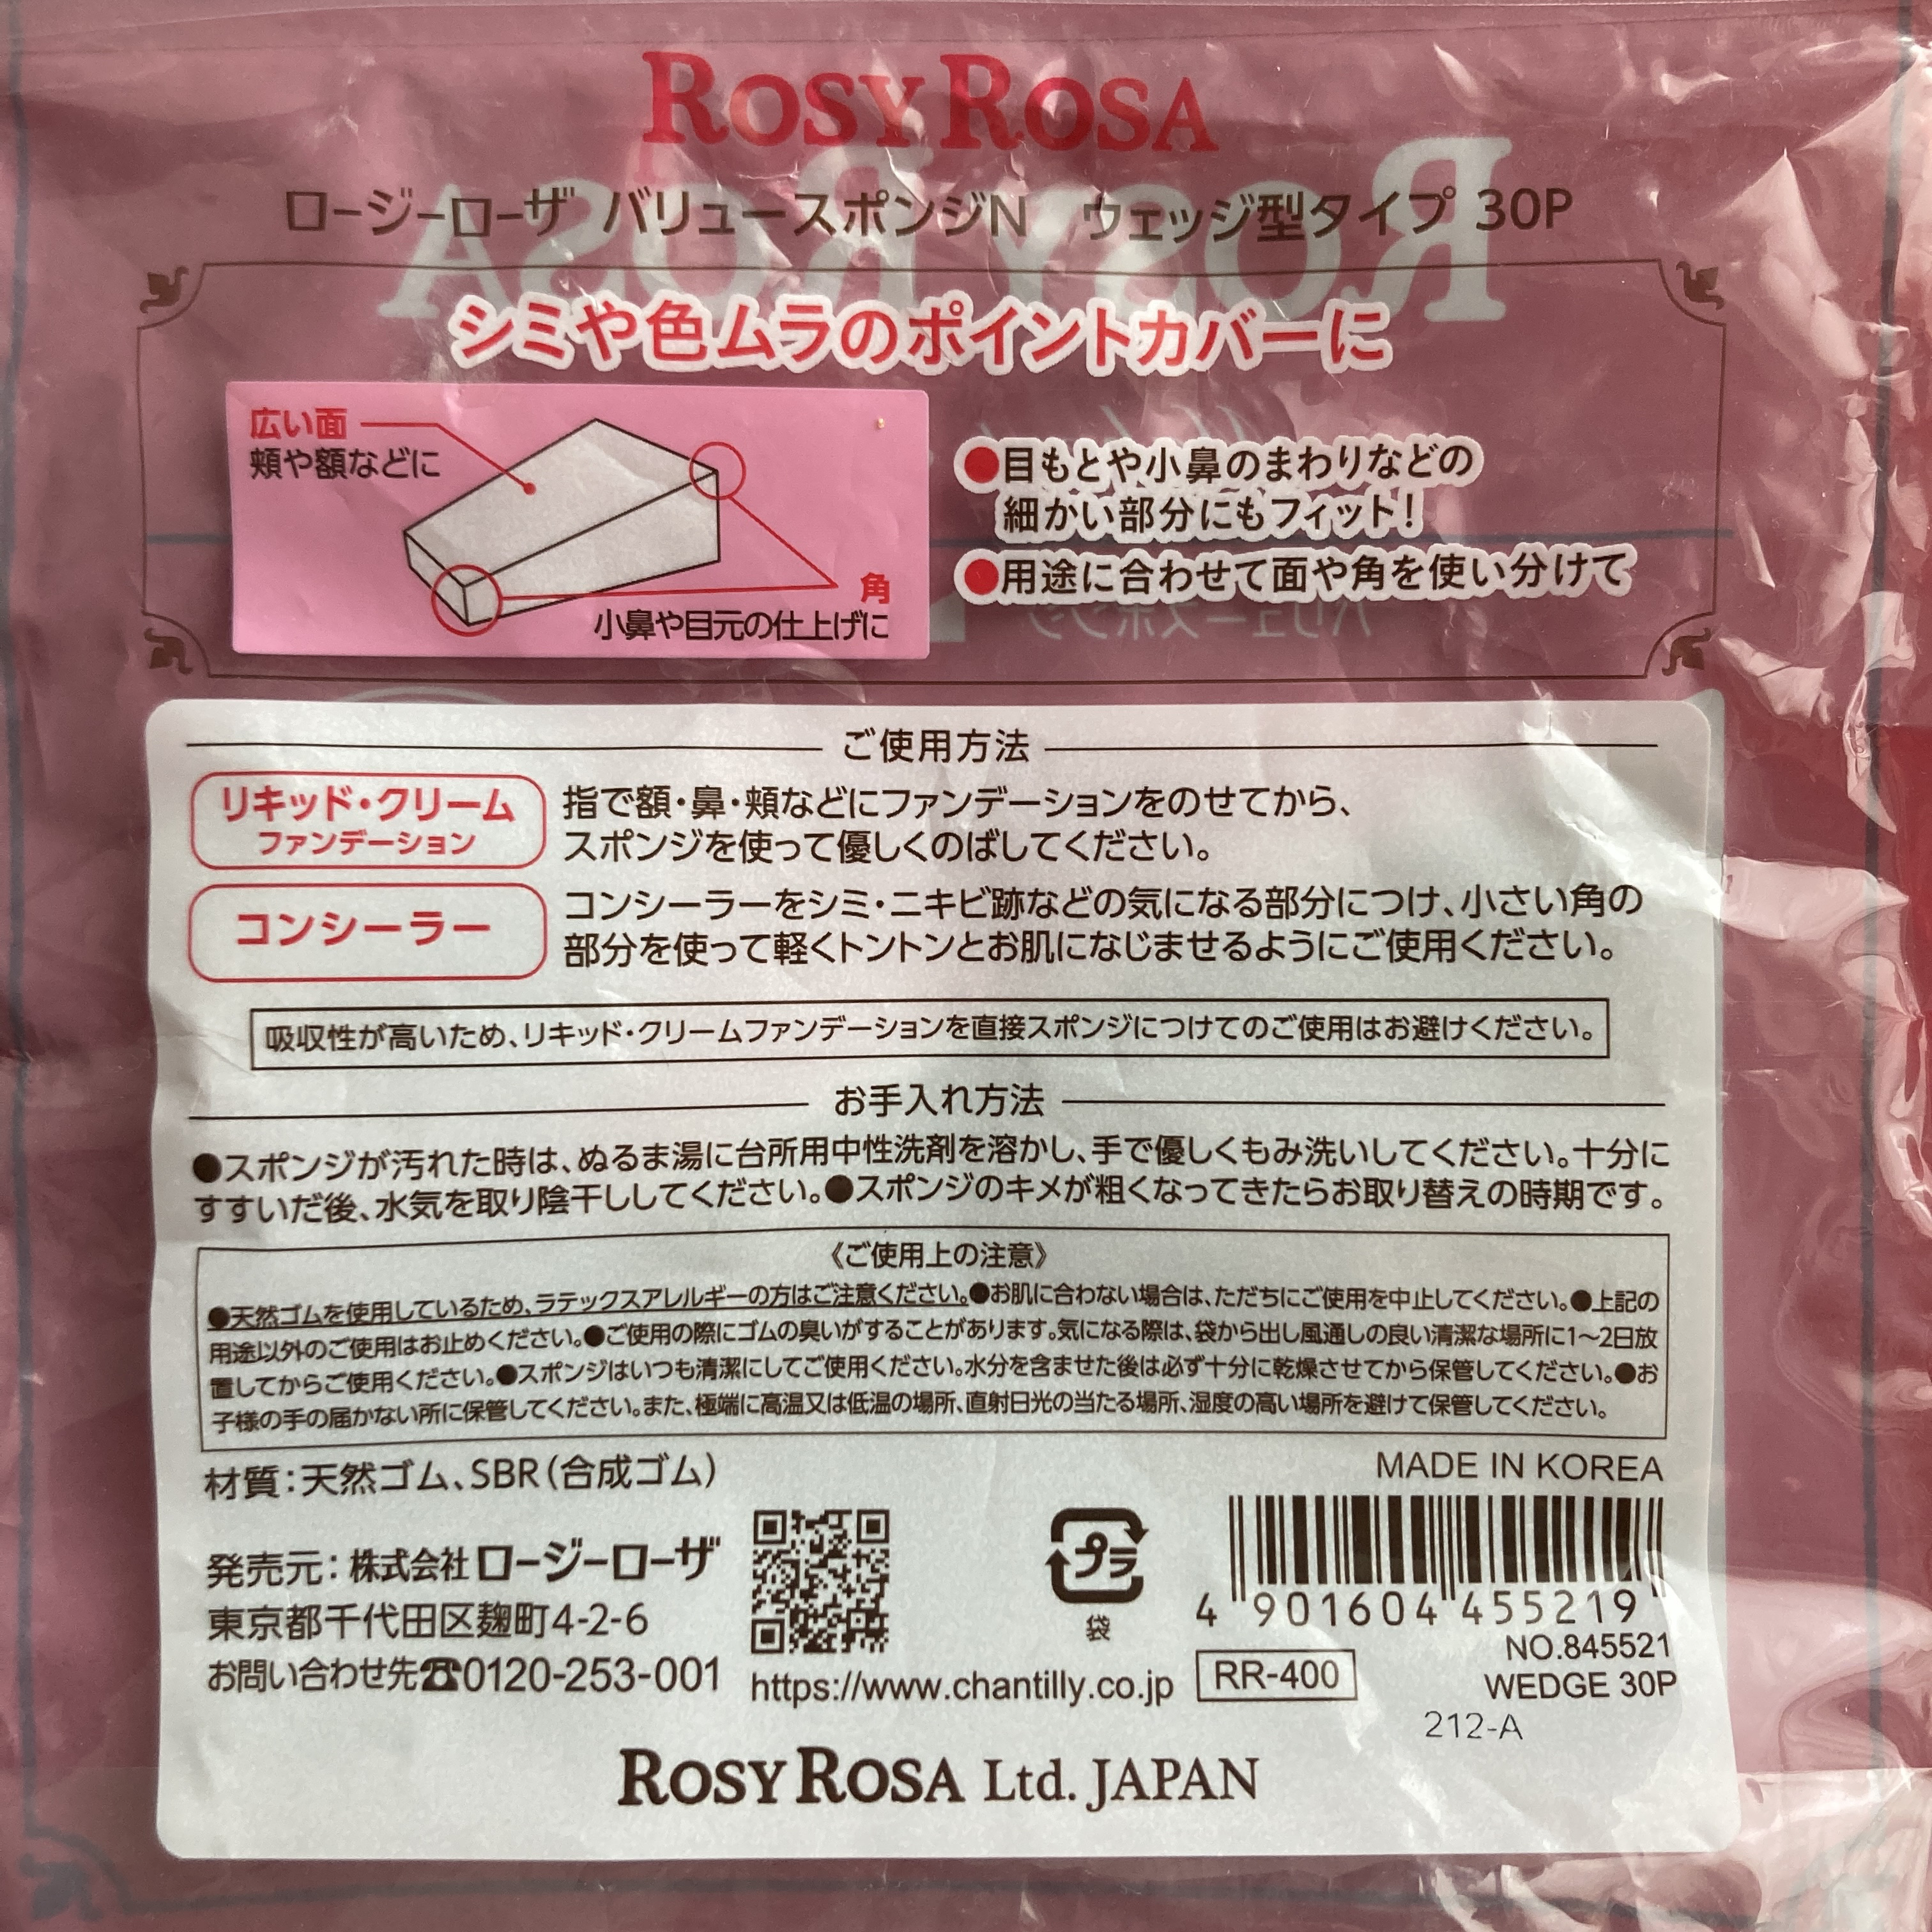 ROSY ROSA
ロージーローザ バリュースポンジN ウェッジ型タイプ 30P
シミや色ムラのポイントカバーに
広い面
頬や額などに
角
小鼻や目元の仕上げに
●目もとや小鼻のまわりなどの
細かい部分にもフィット!
●用途に合わせて面や角を使い分けて
ご使用方法
リキッド・クリーム
ファンデーション
指で額・鼻・頬などにファンデーションをのせてから、
スポンジを使って優しくのばしてください。
コンシーラー
コンシーラーをシミ・ニキビ跡などの気になる部分につけ、小さい角の
部分を使って軽くトントンとお肌になじませるようにご使用ください。
吸収性が高いため、リキッド・クリームファンデーションを直接スポンジにつけてのご使用はお避けください。
お手入れ方法
●スポンジが汚れた時は、ぬるま湯に台所用中性洗剤を溶かし、手で優しくもみ洗いしてください。十分に
すすいだ後、水気を取り陰干ししてください。●スポンジのキメが粗くなってきたらお取り替えの時期です。
《ご使用上の注意》
●天然ゴムを使用しているため、ラテックスアレルギーの方はご注意ください。●お肌に合わない場合は、ただちにご使用を中止してください。●上記の
用途以外のご使用はお止めください。●ご使用の際にゴムの臭いがすることがあります。気になる際は、袋から出し風通しの良い清潔な場所に1〜2日放
置してからご使用ください。●スポンジはいつも清潔にしてご使用ください。水分を含ませた後は必ず十分に乾燥させてから保管してください。●お
子様の手の届かない所に保管してください。また、極端に高温又は低温の場所、直射日光の当たる場所、湿度の高い場所を避けて保管してください。
材質:天然ゴム、SBR(合成ゴム)
MADE IN KOREA
発売元:株式会社ロージーローザ
東京都千代田区麹町4-2-6
お問い合わせ先☎0120-253-001
https://www.chantilly.co.jp
プラ
袋
4 901604 455219
NO.845521
RR-400
WEDGE 30P
212-A
ROSY ROSA Ltd. JAPAN
ROSY ROSA
バリュースポンジ